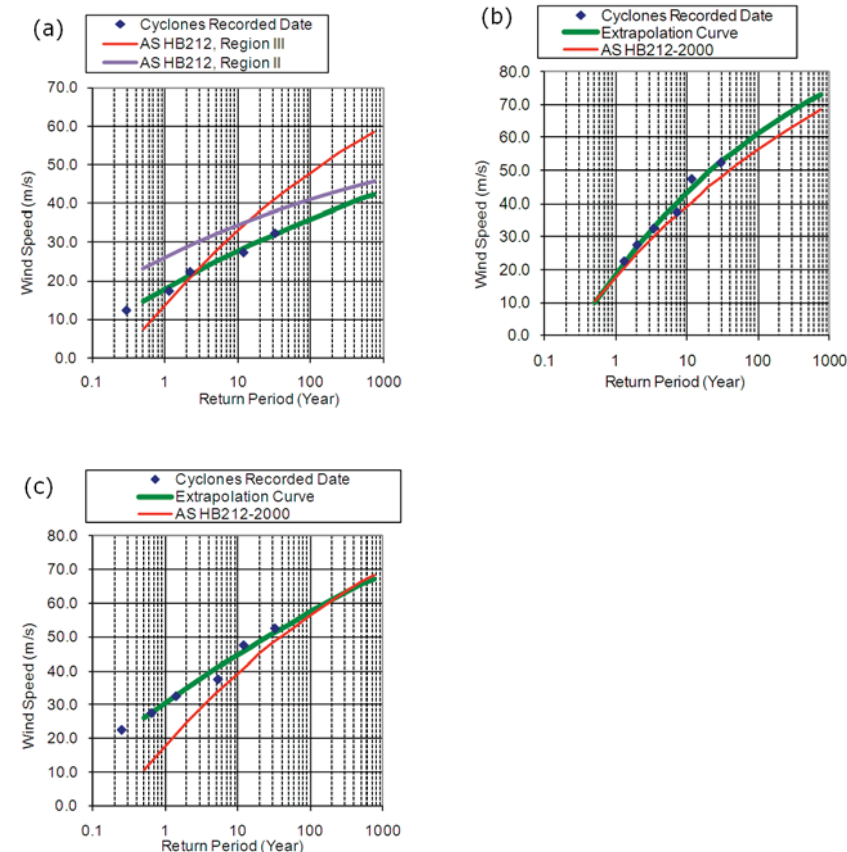 (a)
Cyclones Recorded Date
AS HB212, Region III
AS HB212, Region II
70.0
60.0
50.0
40.0
30.0
20.0
10.0
0.0
Wind Speed (m/s)
0.1 1 10 100 1000
Return Period (Year)
(b)
Cyclones Recorded Date
Extrapolation Curve
AS HB212-2000
80.0
70.0
60.0
50.0
40.0
30.0
20.0
10.0
0.0
Wind Speed (m/s)
0.1 1 10 100 1000
Return Period (Year)
(c)
Cyclones Recorded Date
Extrapolation Curve
AS HB212-2000
80.0
70.0
60.0
50.0
40.0
30.0
20.0
10.0
0.0
Wind Speed (m/s)
0.1 1 10 100 1000
Return Period (Year)